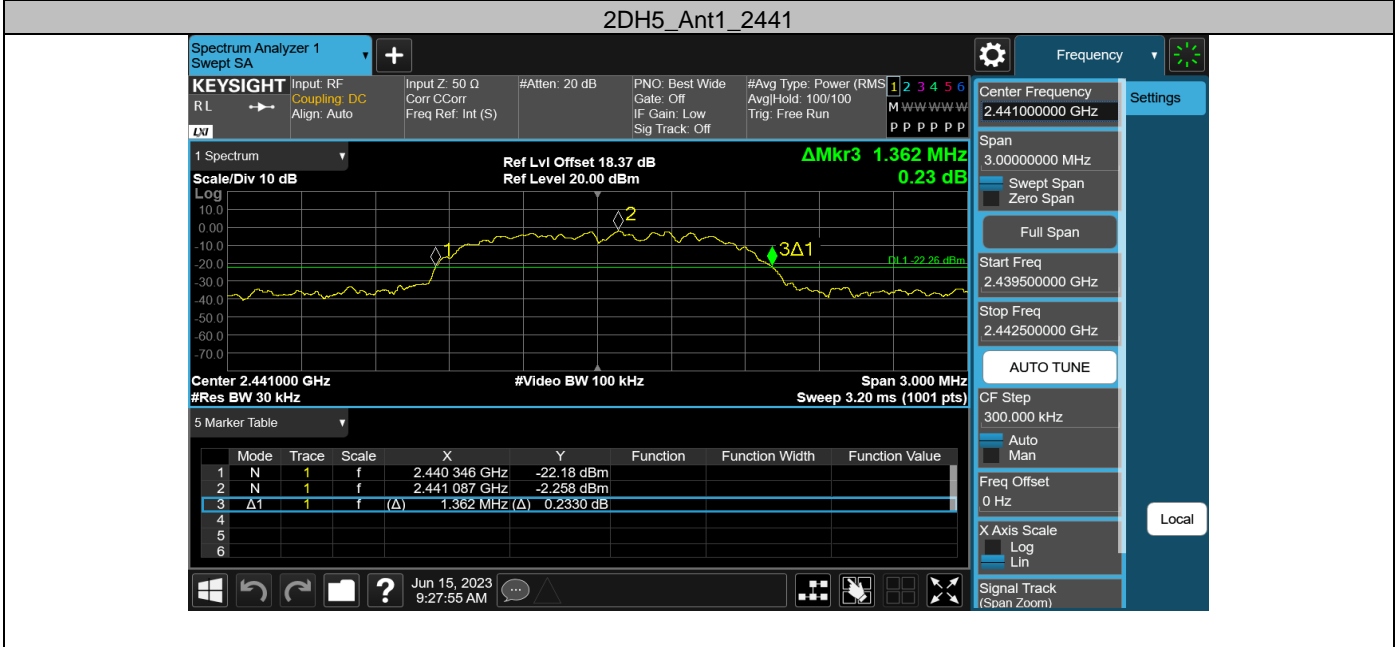 2DH5_Ant1_2441
Spectrum Analyzer 1
Swept SA
Frequency
KEYSIGHT
R L
LXI
Input: RF
Coupling: DC
Align: Auto
Input Z: 50 Ω
Corr CCorr
Freq Ref: Int (S)
#Atten: 20 dB
PNO: Best Wide
Gate: Off
IF Gain: Low
Sig Track: Off
#Avg Type: Power (RMS
Avg|Hold: 100/100
Trig: Free Run
1 2 3 4 5 6
M W W W W W
P P P P P P
1 Spectrum
Scale/Div 10 dB
Ref Lvl Offset 18.37 dB
Ref Level 20.00 dBm
ΔMkr3 1.362 MHz
0.23 dB
Log
10.0
0.00
-10.0
-20.0
-30.0
-40.0
-50.0
-60.0
-70.0
1
2
3Δ1
DL1 -22.26 dBm
Center 2.441000 GHz
#Video BW 100 kHz
Span 3.000 MHz
#Res BW 30 kHz
Sweep 3.20 ms (1001 pts)
5 Marker Table
Mode Trace Scale X Y Function Function Width Function Value
1 N 1 f 2.440 346 GHz -22.18 dBm
2 N 1 f 2.441 087 GHz -2.258 dBm
3 Δ1 1 f (Δ) 1.362 MHz (Δ) 0.2330 dB
4
5
6
?
Jun 15, 2023
9:27:55 AM
Center Frequency
2.441000000 GHz
Settings
Span
3.00000000 MHz
Swept Span
Zero Span
Full Span
Start Freq
2.439500000 GHz
Stop Freq
2.442500000 GHz
AUTO TUNE
CF Step
300.000 kHz
Auto
Man
Freq Offset
0 Hz
X Axis Scale
Log
Lin
Local
Signal Track
(Span Zoom)